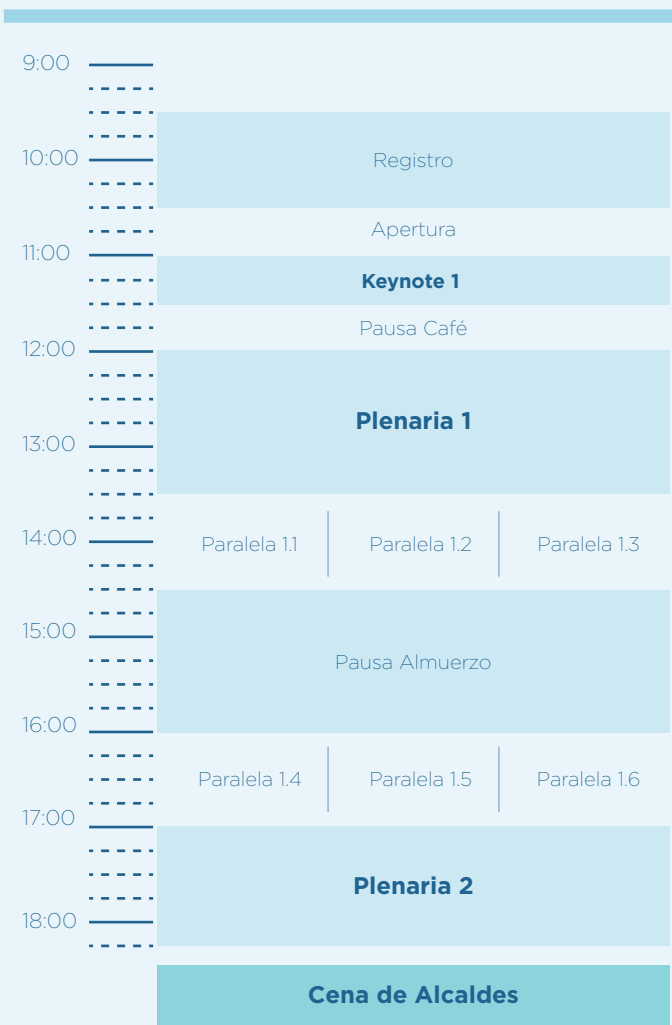 9:00
Registro
10:00
Apertura
11:00
Keynote 1
Pausa Café
12:00
Plenaria 1
13:00
14:00
Paralela 1.1 Paralela 1.2 Paralela 1.3
15:00
Pausa Almuerzo
16:00
Paralela 1.4 Paralela 1.5 Paralela 1.6
17:00
Plenaria 2
18:00
Cena de Alcaldes